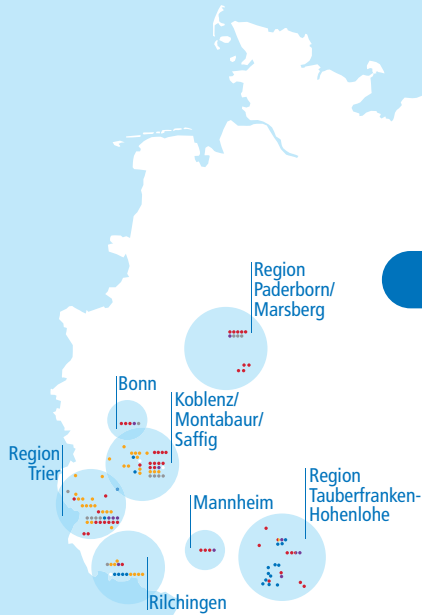 Region
Paderborn/
Marsberg
Bonn
Koblenz/
Montabaur/
Saffig
Region
Trier
Mannheim
Region
Tauberfranken-
Hohenlohe
Rilchingen